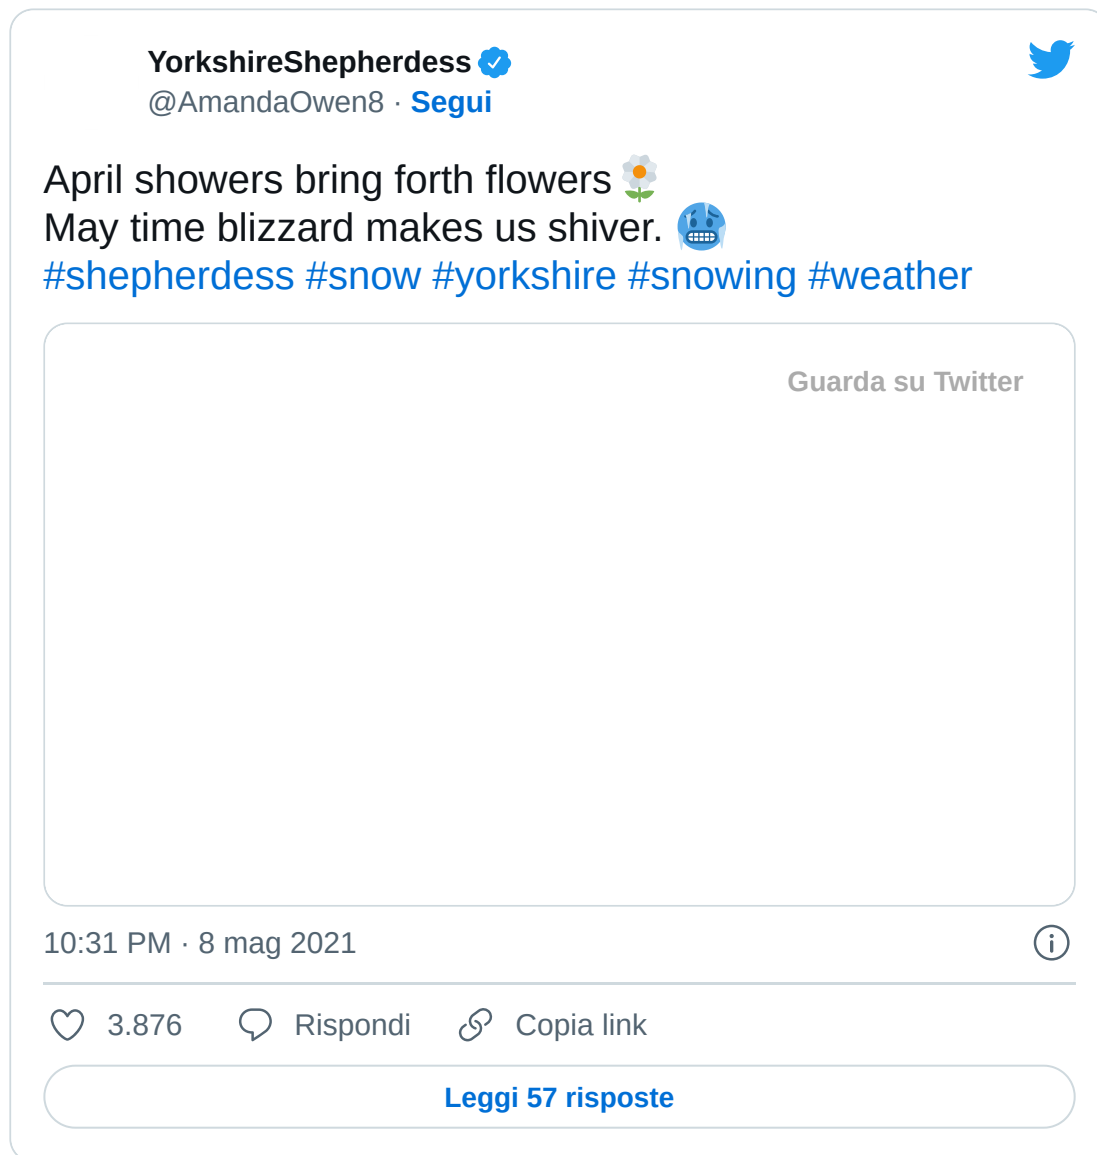 YorkshireShepherdess
@AmandaOwen8 · Segui
April showers bring forth flowers🌼
May time blizzard makes us shiver. 🥶
#shepherdess #snow #yorkshire #snowing #weather
Guarda su Twitter
10:31 PM · 8 mag 2021
3.876 Rispondi Copia link
Leggi 57 risposte